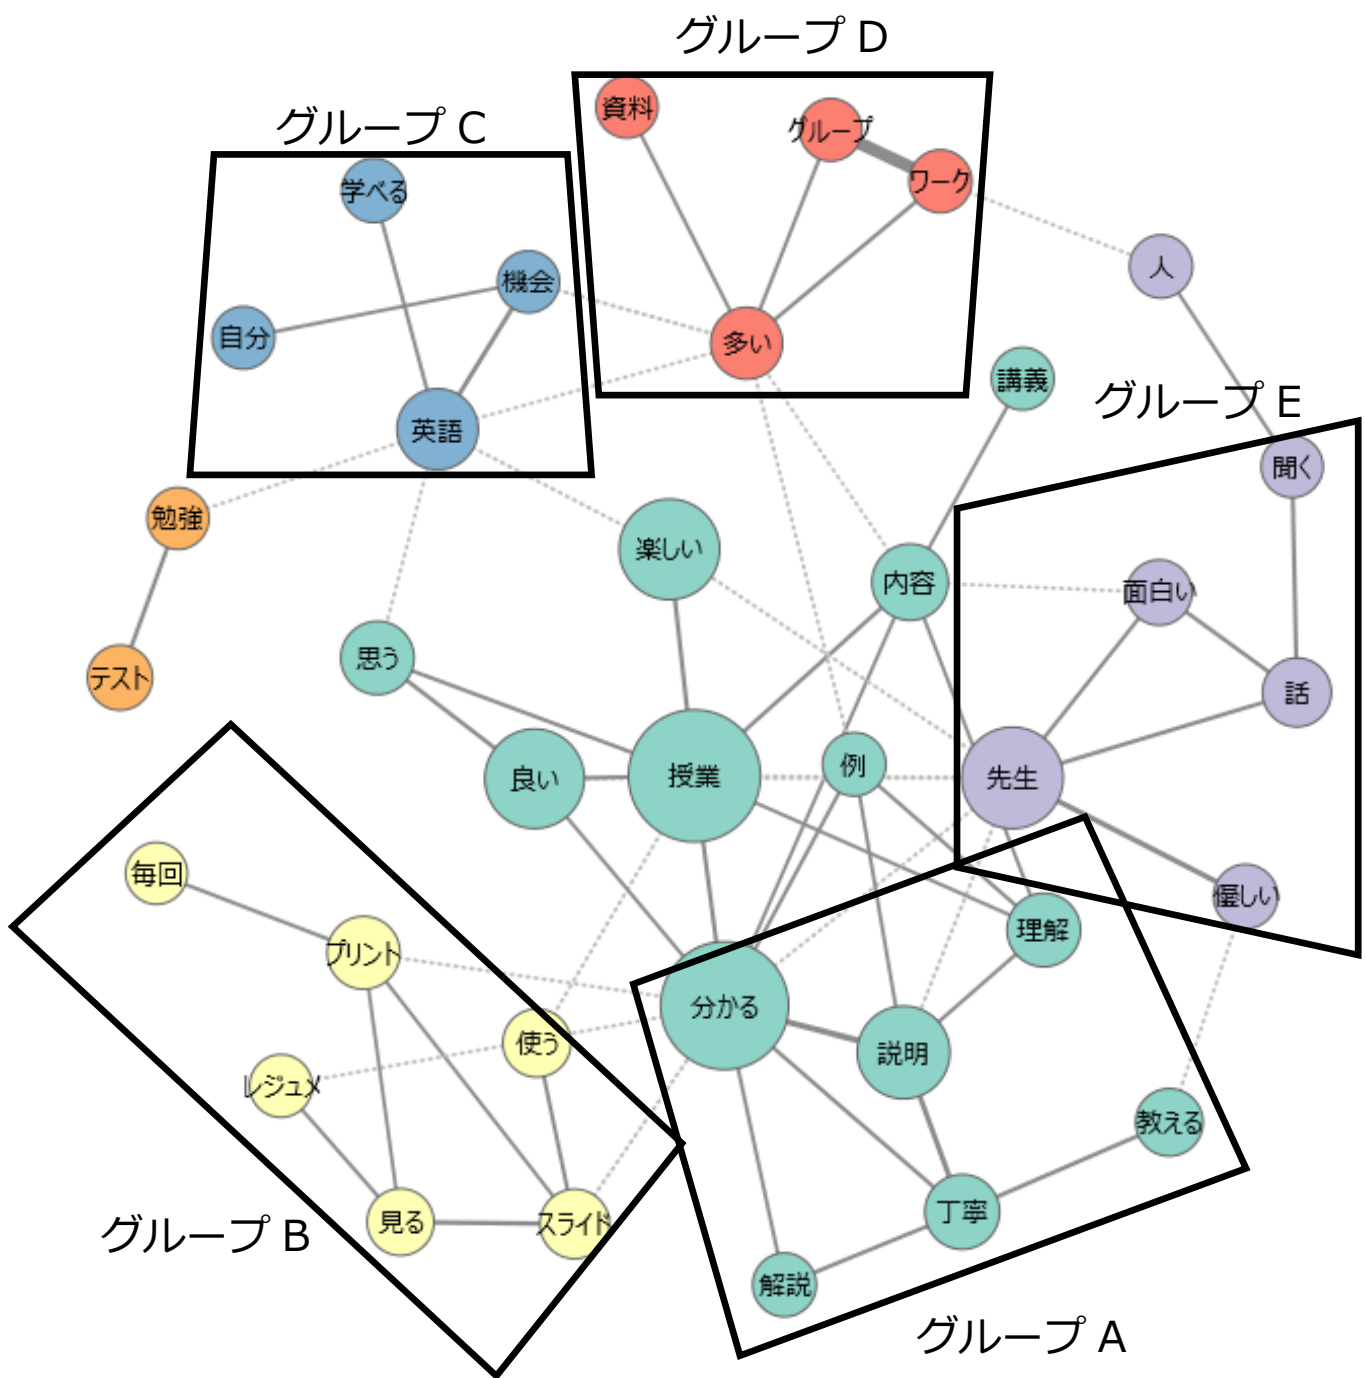 グループ D
資料
グループ
グループ C
ワーク
学べる
人
機会
自分
多い
講義
グループ E
英語
聞く
勉強
楽しい
内容
面白い
思う
テスト
話
良い
授業
例
先生
毎回
優しい
理解
プリント
分かる
使う
説明
レジュメ
教える
見る
スライド
丁寧
グループ B
解説
グループ A